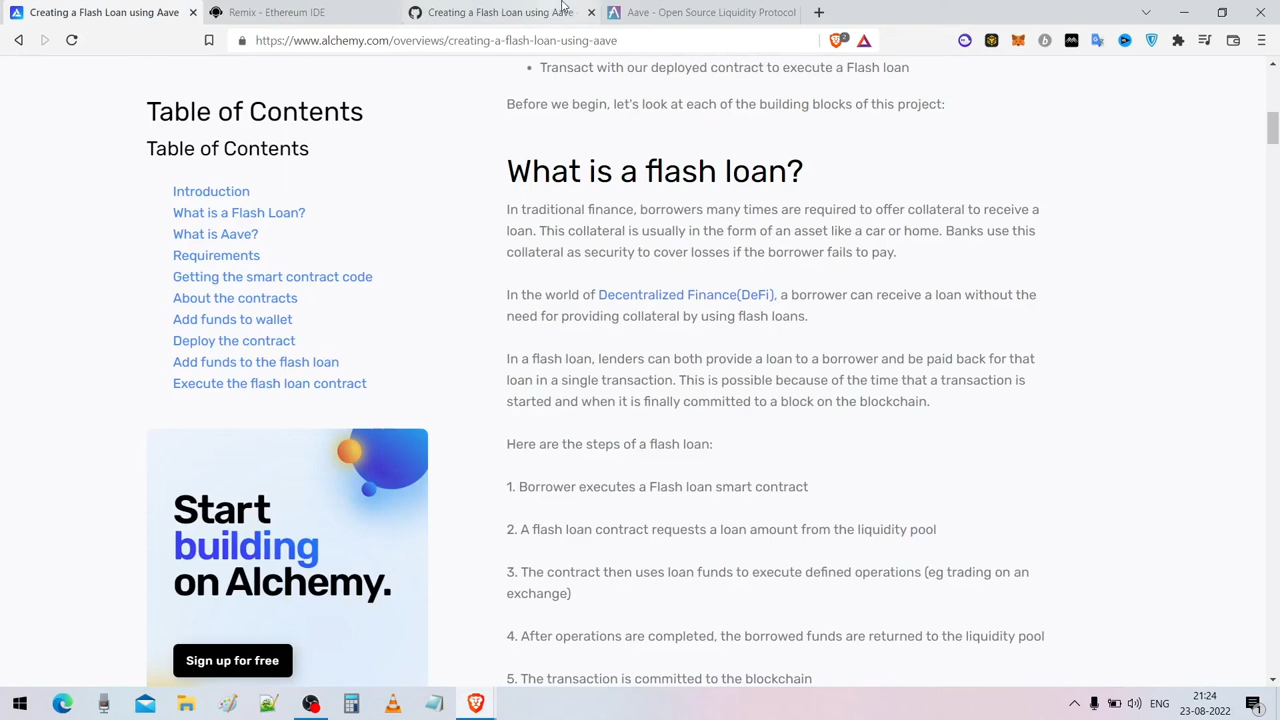 Creating a Flash Loan using Aave
Remix - Ethereum IDE
Creating a Flash Loan using Aave
Aave - Open Source Liquidity Protocol
https://www.alchemy.com/overviews/creating-a-flash-loan-using-aave
2
Table of Contents
Table of Contents
Introduction
What is a Flash Loan?
What is Aave?
Requirements
Getting the smart contract code
About the contracts
Add funds to wallet
Deploy the contract
Add funds to the flash loan
Execute the flash loan contract
Start
building
on Alchemy.
Sign up for free
• Transact with our deployed contract to execute a Flash loan
Before we begin, let's look at each of the building blocks of this project:
What is a flash loan?
In traditional finance, borrowers many times are required to offer collateral to receive a
loan. This collateral is usually in the form of an asset like a car or home. Banks use this
collateral as security to cover losses if the borrower fails to pay.
In the world of Decentralized Finance(DeFi), a borrower can receive a loan without the
need for providing collateral by using flash loans.
In a flash loan, lenders can both provide a loan to a borrower and be paid back for that
loan in a single transaction. This is possible because of the time that a transaction is
started and when it is finally committed to a block on the blockchain.
Here are the steps of a flash loan:
1. Borrower executes a Flash loan smart contract
2. A flash loan contract requests a loan amount from the liquidity pool
3. The contract then uses loan funds to execute defined operations (eg trading on an
exchange)
4. After operations are completed, the borrowed funds are returned to the liquidity pool
5. The transaction is committed to the blockchain
ENG
21:24
23-08-2022
1